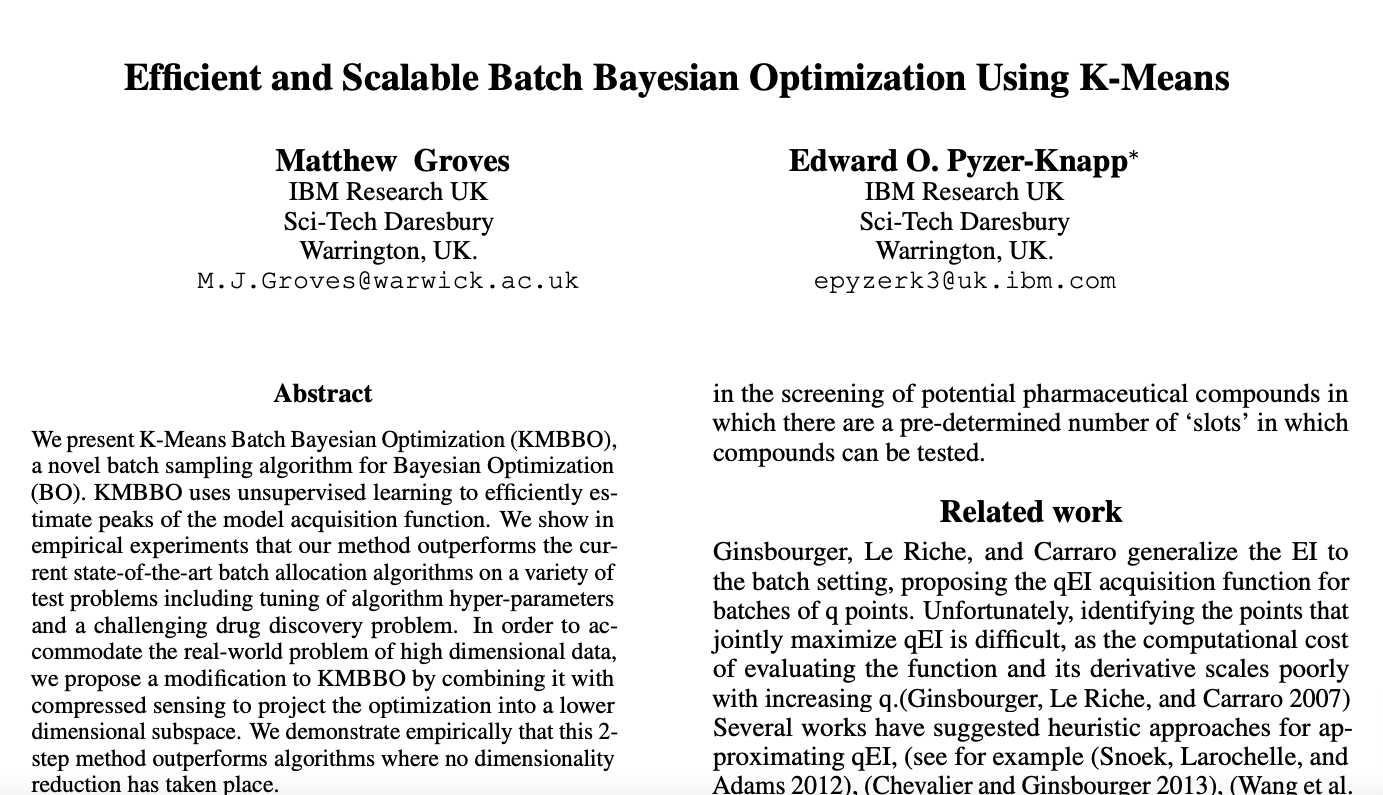 Efficient and Scalable Batch Bayesian Optimization Using K-Means
Matthew Groves
IBM Research UK
Sci-Tech Daresbury
Warrington, UK.
M.J.Groves@warwick.ac.uk
Edward O. Pyzer-Knapp*
IBM Research UK
Sci-Tech Daresbury
Warrington, UK.
epyzerk3@uk.ibm.com
Abstract
We present K-Means Batch Bayesian Optimization (KMBBO),
a novel batch sampling algorithm for Bayesian Optimization
(BO). KMBBO uses unsupervised learning to efficiently es-
timate peaks of the model acquisition function. We show in
empirical experiments that our method outperforms the cur-
rent state-of-the-art batch allocation algorithms on a variety of
test problems including tuning of algorithm hyper-parameters
and a challenging drug discovery problem. In order to ac-
commodate the real-world problem of high dimensional data,
we propose a modification to KMBBO by combining it with
compressed sensing to project the optimization into a lower
dimensional subspace. We demonstrate empirically that this 2-
step method outperforms algorithms where no dimensionality
reduction has taken place.
in the screening of potential pharmaceutical compounds in
which there are a pre-determined number of ‘slots’ in which
compounds can be tested.
Related work
Ginsbourger, Le Riche, and Carraro generalize the EI to
the batch setting, proposing the qEI acquisition function for
batches of q points. Unfortunately, identifying the points that
jointly maximize qEI is difficult, as the computational cost
of evaluating the function and its derivative scales poorly
with increasing q.(Ginsbourger, Le Riche, and Carraro 2007)
Several works have suggested heuristic approaches for ap-
proximating qEI, (see for example (Snoek, Larochelle, and
Adams 2012), (Chevalier and Ginsbourger 2013), (Wang et al.